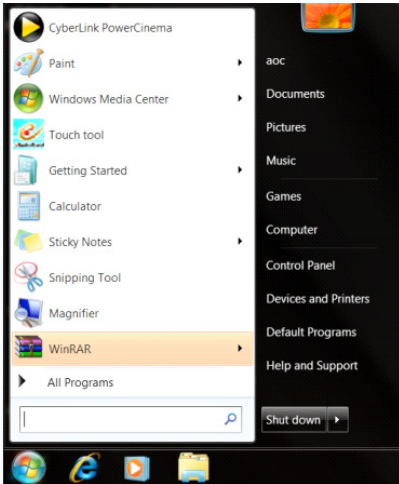 CyberLink PowerCinema
Paint
Windows Media Center
Touch tool
Getting Started
Calculator
Sticky Notes
Snipping Tool
Magnifier
WinRAR
All Programs
aoc
Documents
Pictures
Music
Games
Computer
Control Panel
Devices and Printers
Default Programs
Help and Support
Shut down